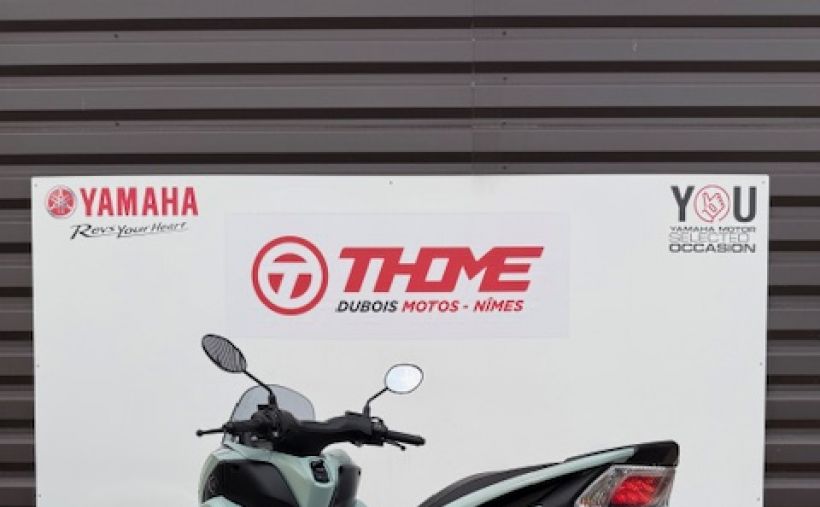 YAMAHA
Revs Your Heart
THOME
DUBOIS MOTOS - NÎMES
YOU
YAMAHA MOTOR
SELECTED
OCCASION